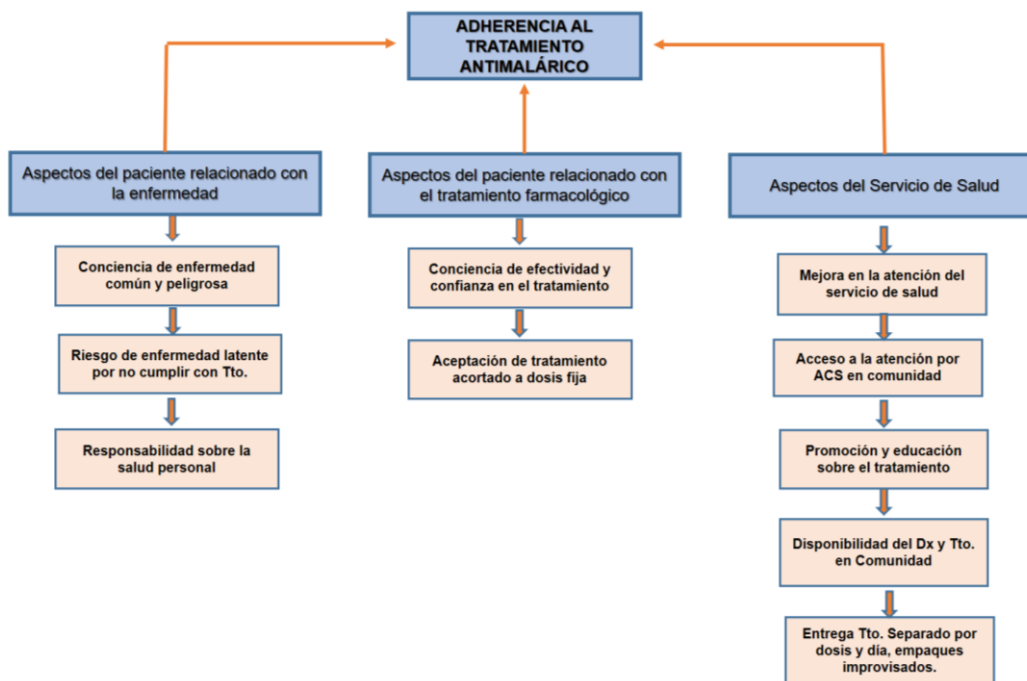 ADHERENCIA AL
TRATAMIENTO
ANTIMALÁRICO
Aspectos del paciente relacionado con
la enfermedad
Conciencia de enfermedad
común y peligrosa
Riesgo de enfermedad latente
por no cumplir con Tto.
Responsabilidad sobre la
salud personal
Aspectos del paciente relacionado con
el tratamiento farmacológico
Conciencia de efectividad y
confianza en el tratamiento
Aceptación de tratamiento
acortado a dosis fija
Aspectos del Servicio de Salud
Mejora en la atención del
servicio de salud
Acceso a la atención por
ACS en comunidad
Promoción y educación
sobre el tratamiento
Disponibilidad del Dx y Tto.
en Comunidad
Entrega Tto. Separado por
dosis y día, empaques
improvisados.